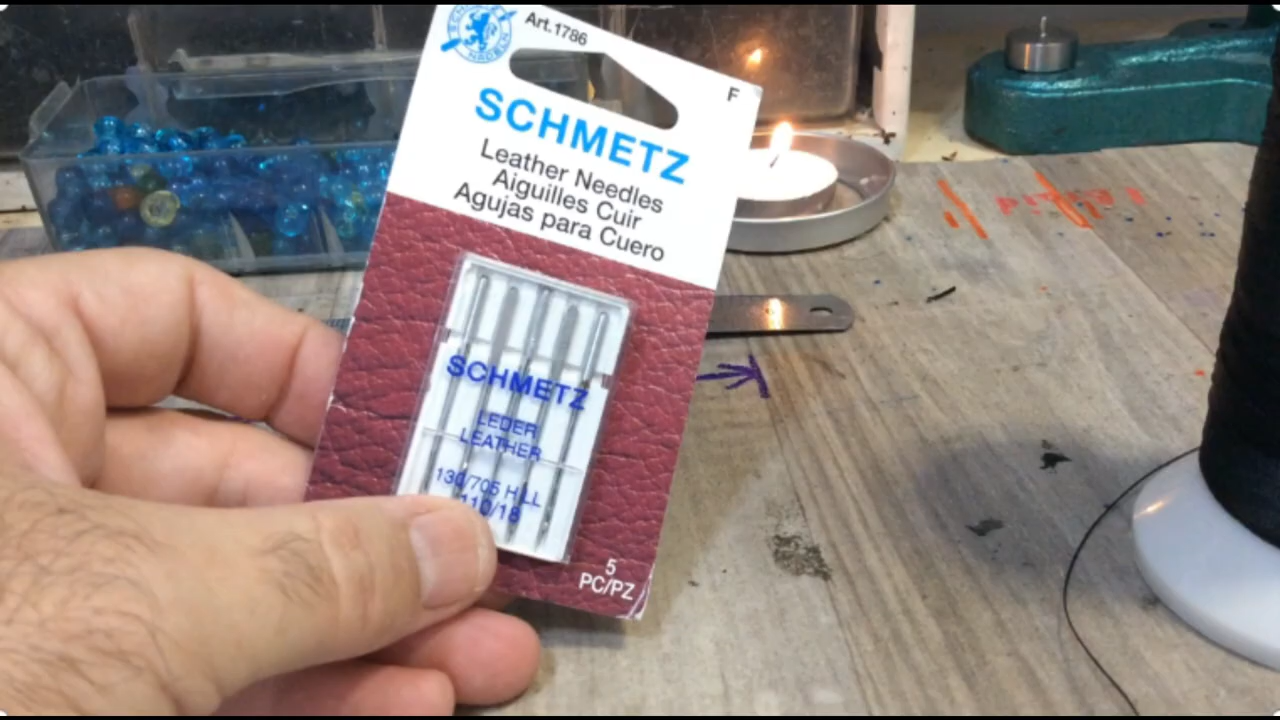 Art.1786
F
SCHMETZ
Leather Needles
Aiguilles Cuir
Agujas para Cuero
SCHMETZ
LEDER
LEATHER
130/705 H LL
110/18
5
PC/PZ